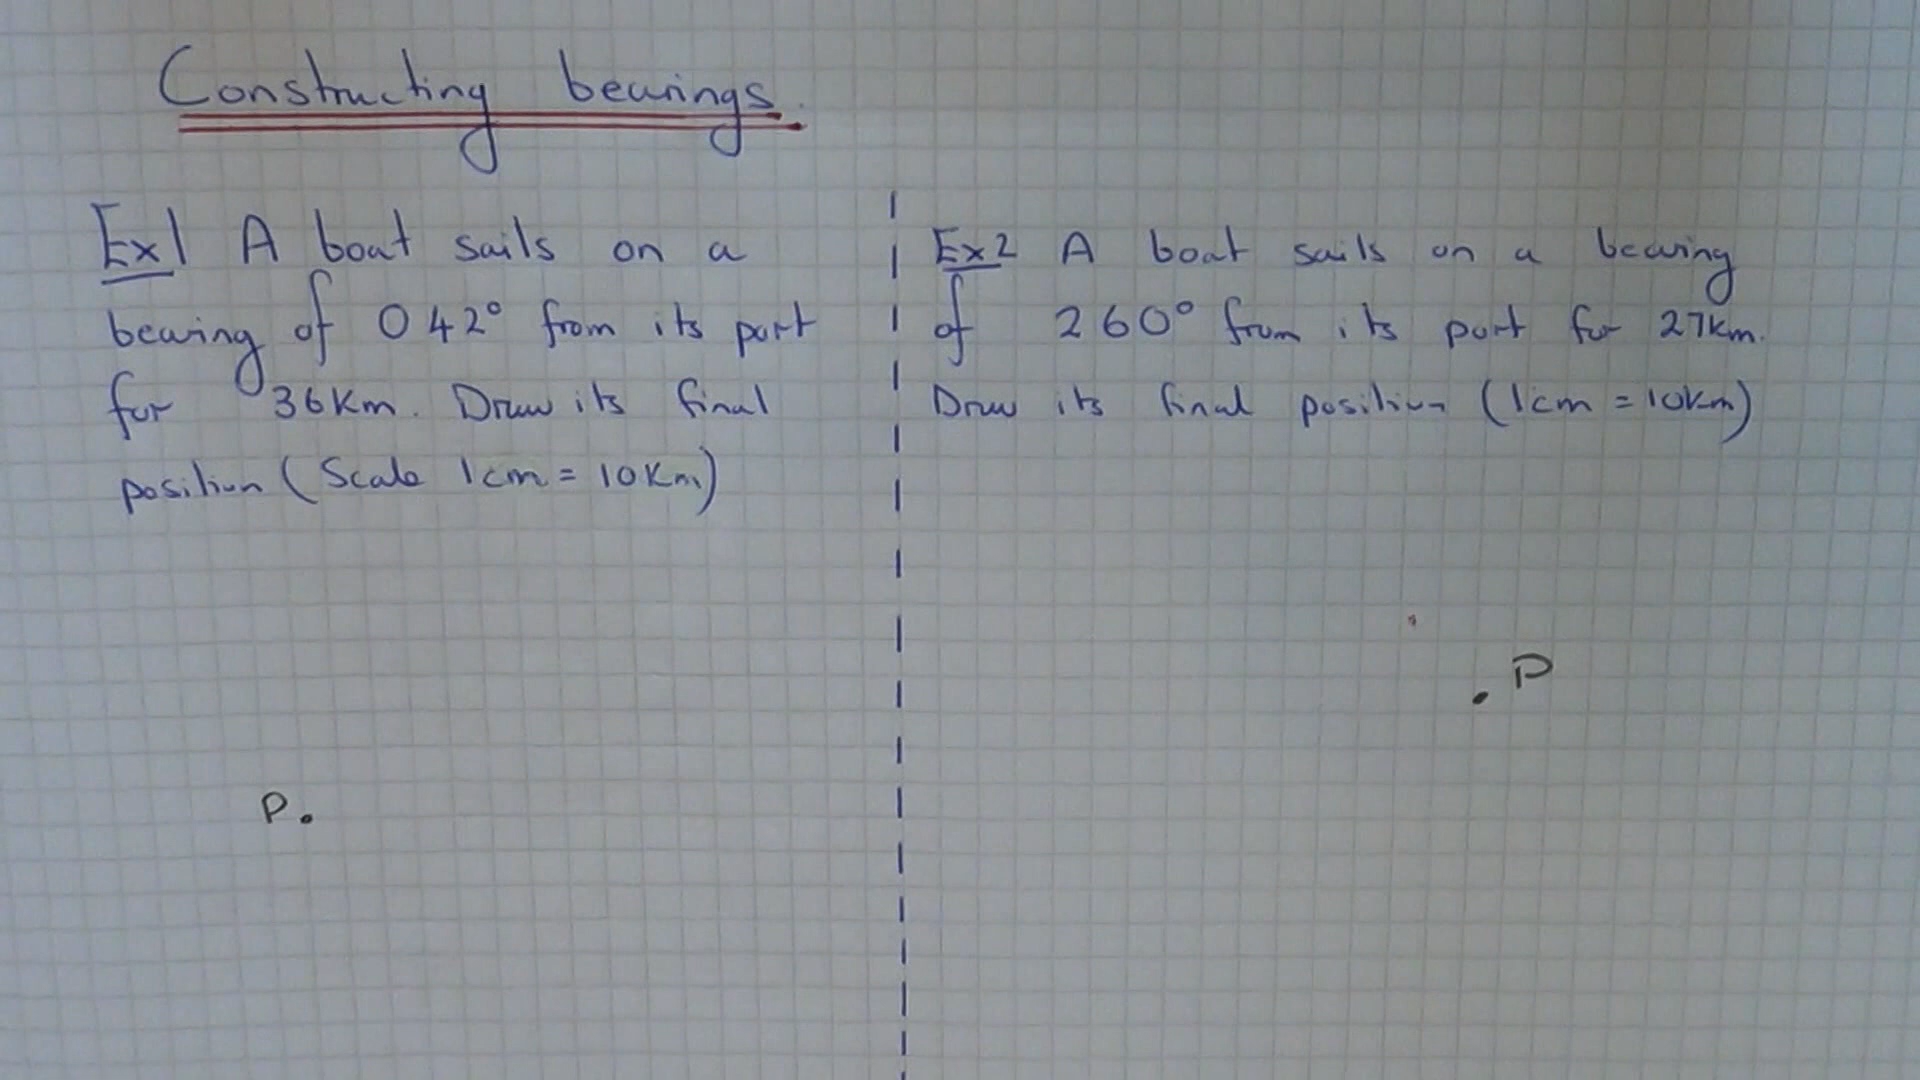 Constructing bearings.
Ex1 A boat sails on a
bearing of 042° from its port
for 36km. Draw its final
position (Scale 1cm = 10km)
P.
Ex2 A boat sails on a bearing
of 260° from its port for 27km.
Draw its final position (1cm = 10km)
. P